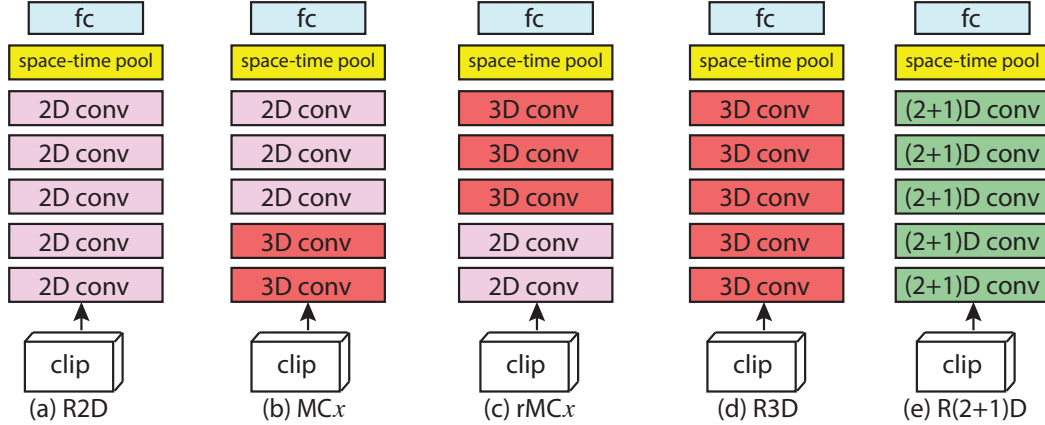 fc fc fc fc fc
space-time pool space-time pool space-time pool space-time pool space-time pool
2D conv 2D conv 3D conv 3D conv (2+1)D conv
2D conv 2D conv 3D conv 3D conv (2+1)D conv
2D conv 2D conv 3D conv 3D conv (2+1)D conv
2D conv 3D conv 2D conv 3D conv (2+1)D conv
2D conv 3D conv 2D conv 3D conv (2+1)D conv
clip clip clip clip clip
(a) R2D (b) MCx (c) rMCx (d) R3D (e) R(2+1)D